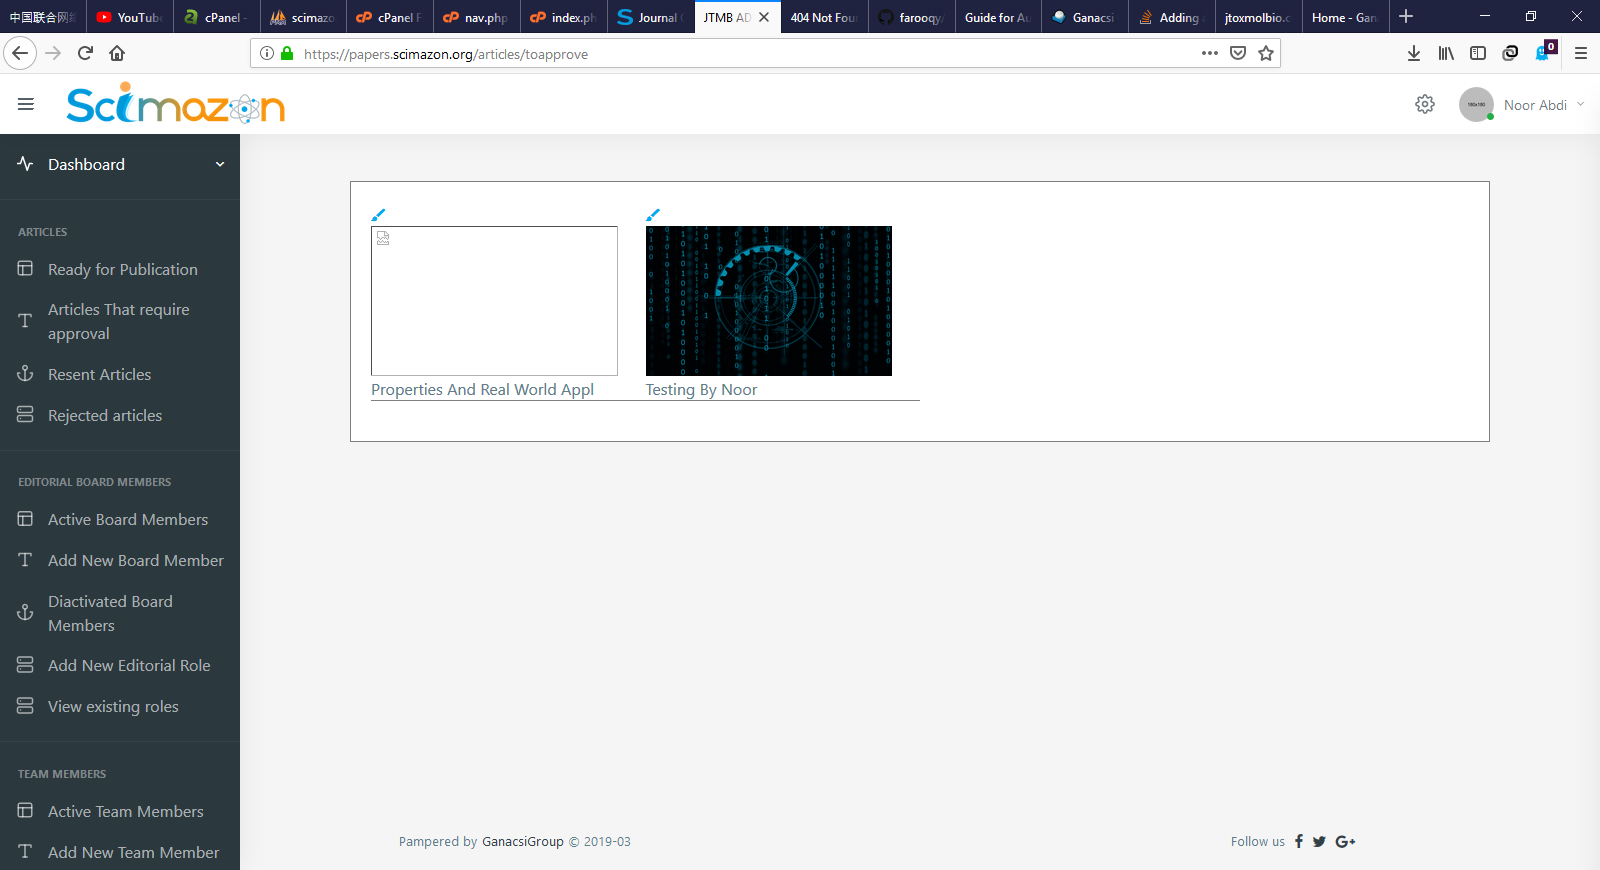 中国联合网络
YouTube
cPanel -
scimazo
cPanel F
nav.php
index.ph
Journal
JTMB AD
404 Not Fou
farooqy/
Guide for Au
Ganacsi
Adding
jtoxmolbio.c
Home - Gan
https://papers.scimazon.org/articles/toapprove
0
Scimazon
Noor Abdi
Dashboard
ARTICLES
Ready for Publication
Articles That require
approval
Resent Articles
Rejected articles
EDITORIAL BOARD MEMBERS
Active Board Members
Add New Board Member
Diactivated Board
Members
Add New Editorial Role
View existing roles
TEAM MEMBERS
Active Team Members
Add New Team Member
Properties And Real World Appl
Testing By Noor
Pampered by GanacsiGroup © 2019-03
Follow us